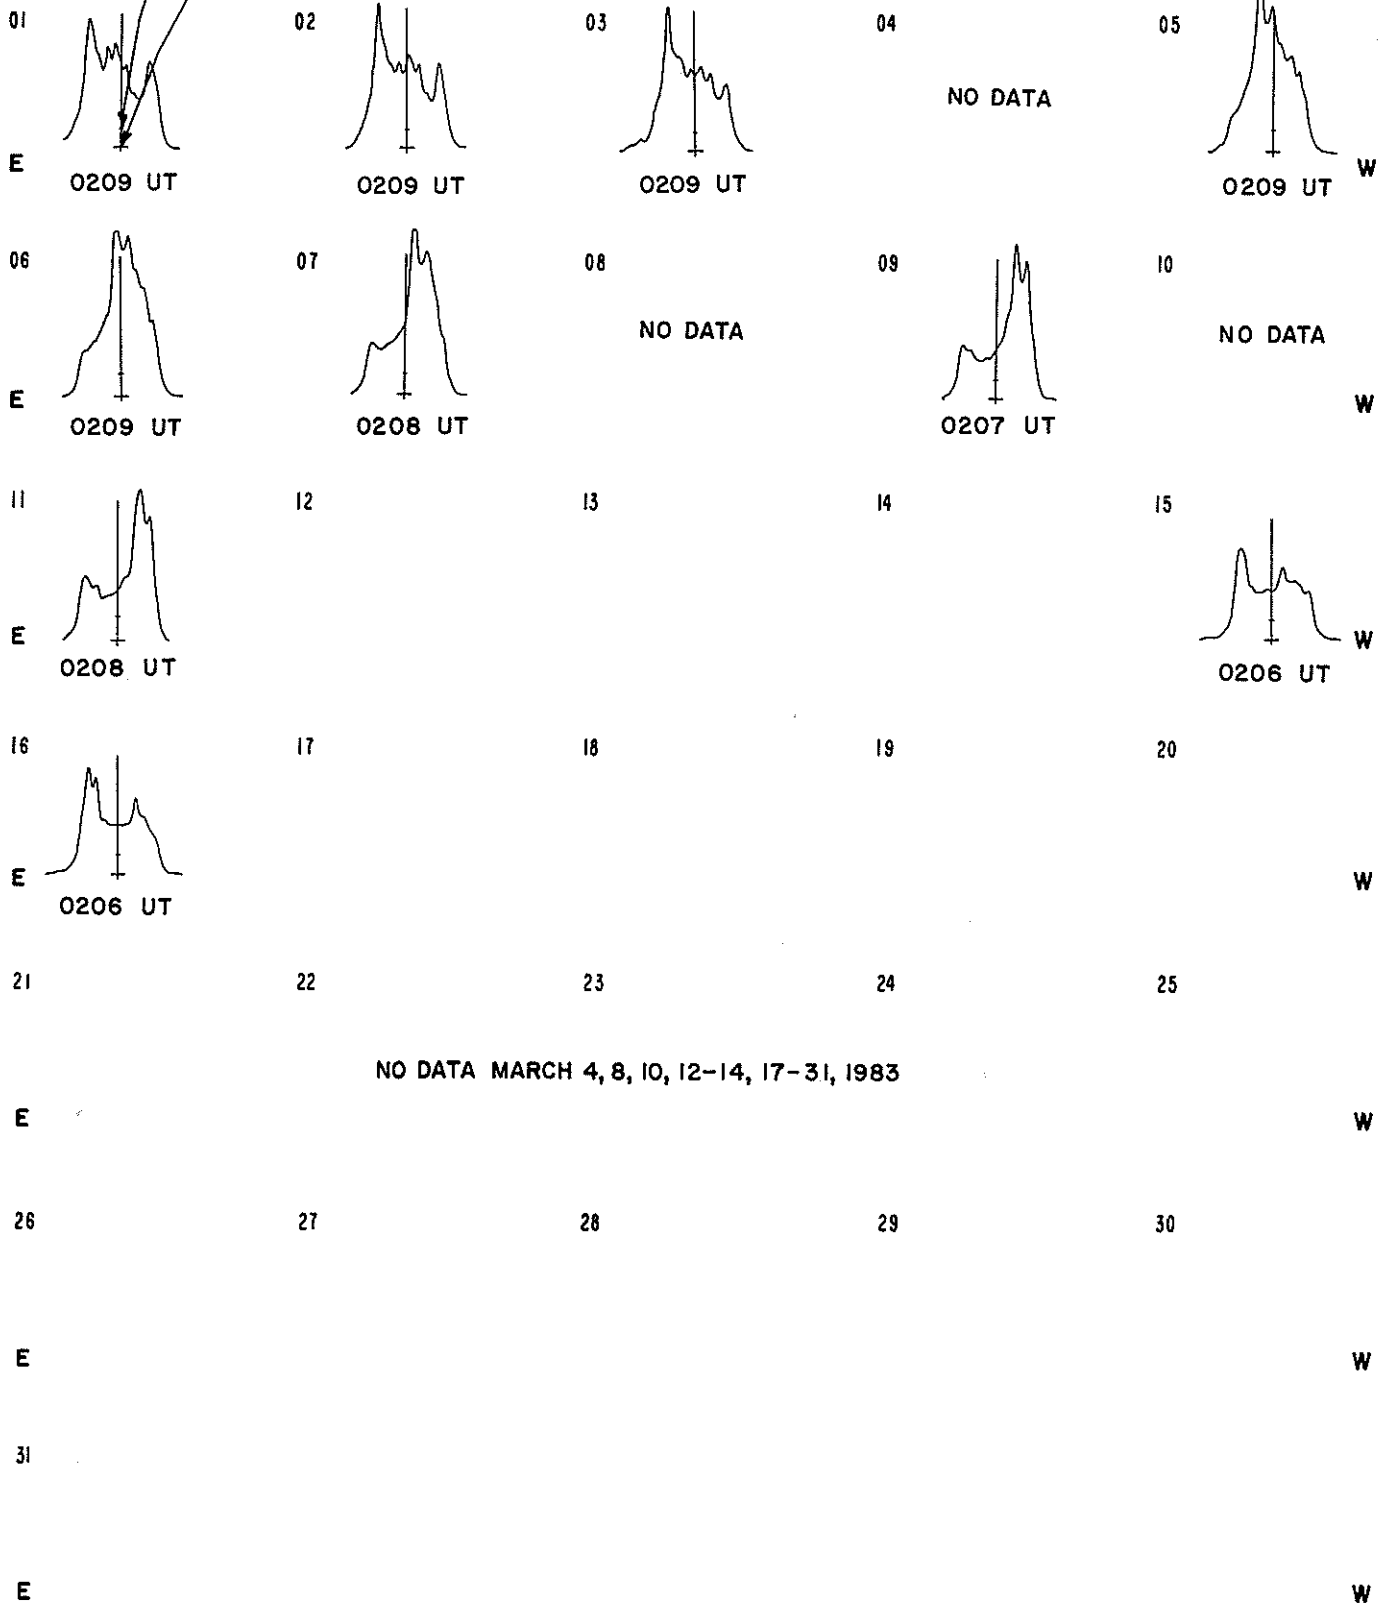 01 02 03 04 05
NO DATA
E W
0209 UT 0209 UT 0209 UT 0209 UT
06 07 08 09 10
NO DATA NO DATA
E W
0209 UT 0208 UT 0207 UT
11 12 13 14 15
E W
0208 UT 0206 UT
16 17 18 19 20
E W
0206 UT
21 22 23 24 25
NO DATA MARCH 4, 8, 10, 12-14, 17-31, 1983
E W
26 27 28 29 30
E W
31
E W